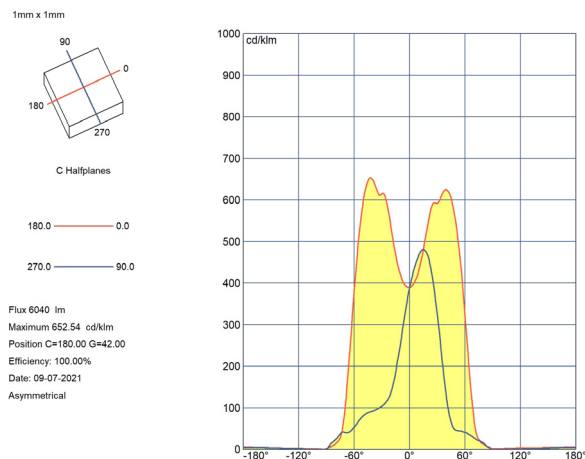 1mm x 1mm
90
0
180
270
C Halfplanes
180.0 0.0
270.0 90.0
Flux 6040 lm
Maximum 652.54 cd/klm
Position C=180.00 G=42.00
Efficiency: 100.00%
Date: 09-07-2021
Asymmetrical
cd/klm
1000
900
800
700
600
500
400
300
200
100
0
-180° -120° -60° 0° 60° 120° 180°